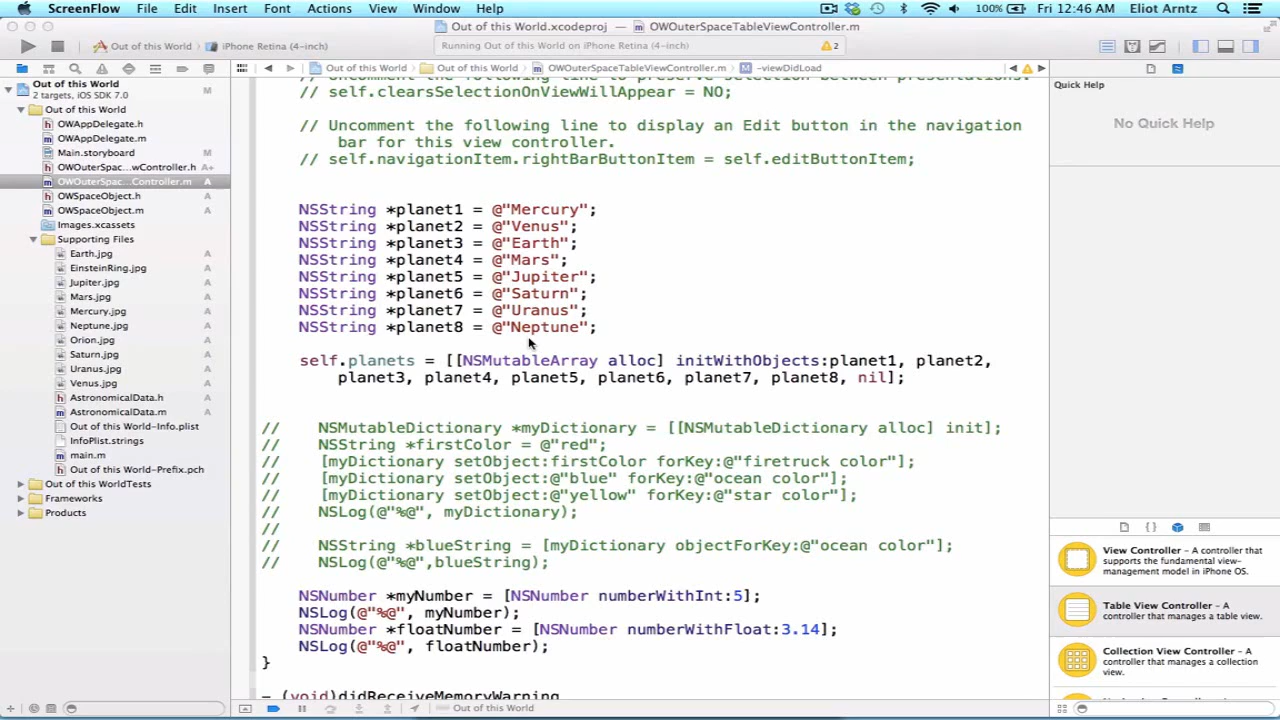 ScreenFlow File Edit Units Insert Font Actions View Window Help 100% Fri 12:46 AM Eliot Arntz
Out of this World.xcodeproj — OWOuterSpaceTableViewController.m
Out of this World iPhone Retina (4-inch) Running Out of this World on iPhone Retina (4-inch) 2
Out of this World Out of this World OWOuterSpaceTableViewController.m -viewDidLoad
Out of this World M
2 targets, iOS SDK 7.0
Out of this World
OWAppDelegate.h
OWAppDelegate.m
Main.storyboard M
OWOuterSpac...wController.h A+
OWOuterSpac...Controller.m A
OWSpaceObject.h A
OWSpaceObject.m A
Images.xcassets
Supporting Files
Earth.jpg A
EinsteinRing.jpg A
Jupiter.jpg A
Mars.jpg A
Mercury.jpg A
Neptune.jpg A
Orion.jpg A
Saturn.jpg A
Uranus.jpg A
Venus.jpg A
AstronomicalData.h A
AstronomicalData.m A
Out of this World-Info.plist
InfoPlist.strings
main.m
Out of this World-Prefix.pch
Out of this WorldTests
Frameworks
Products
// Uncomment the following line to preserve selection between presentations.
// self.clearsSelectionOnViewWillAppear = NO;
// Uncomment the following line to display an Edit button in the navigation
bar for this view controller.
// self.navigationItem.rightBarButtonItem = self.editButtonItem;
NSString *planet1 = @"Mercury";
NSString *planet2 = @"Venus";
NSString *planet3 = @"Earth";
NSString *planet4 = @"Mars";
NSString *planet5 = @"Jupiter";
NSString *planet6 = @"Saturn";
NSString *planet7 = @"Uranus";
NSString *planet8 = @"Neptune";
self.planets = [[NSMutableArray alloc] initWithObjects:planet1, planet2,
planet3, planet4, planet5, planet6, planet7, planet8, nil];
// NSMutableDictionary *myDictionary = [[NSMutableDictionary alloc] init];
// NSString *firstColor = @"red";
// [myDictionary setObject:firstColor forKey:@"firetruck color"];
// [myDictionary setObject:@"blue" forKey:@"ocean color"];
// [myDictionary setObject:@"yellow" forKey:@"star color"];
// NSLog(@"%@", myDictionary);
//
// NSString *blueString = [myDictionary objectForKey:@"ocean color"];
// NSLog(@"%@",blueString);
NSNumber *myNumber = [NSNumber numberWithInt:5];
NSLog(@"%@", myNumber);
NSNumber *floatNumber = [NSNumber numberWithFloat:3.14];
NSLog(@"%@", floatNumber);
}
- (void)didReceiveMemoryWarning
Out of this World
Quick Help
No Quick Help
View Controller – A controller that
supports the fundamental view-
management model in iPhone OS.
Table View Controller – A
controller that manages a table view.
Collection View Controller – A
controller that manages a collection
view.